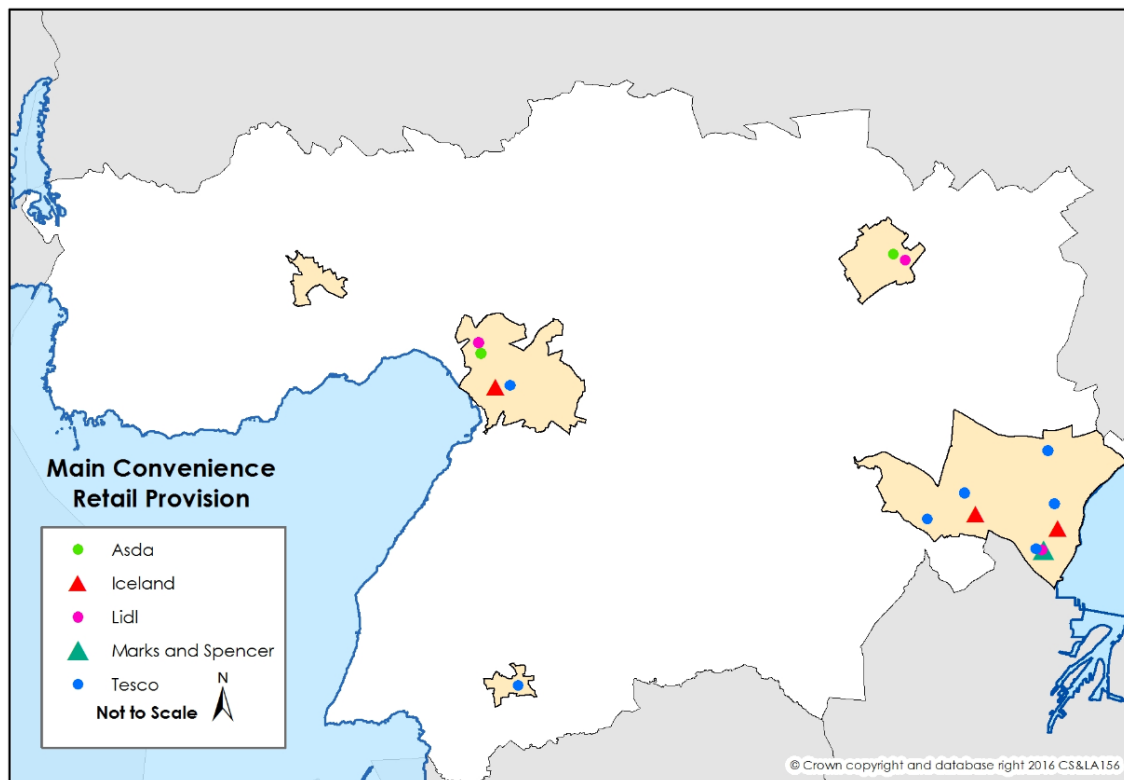 Main Convenience
Retail Provision
Asda
Iceland
Lidl
Marks and Spencer
Tesco
N
Not to Scale
© Crown copyright and database right 2016 CS&LA156